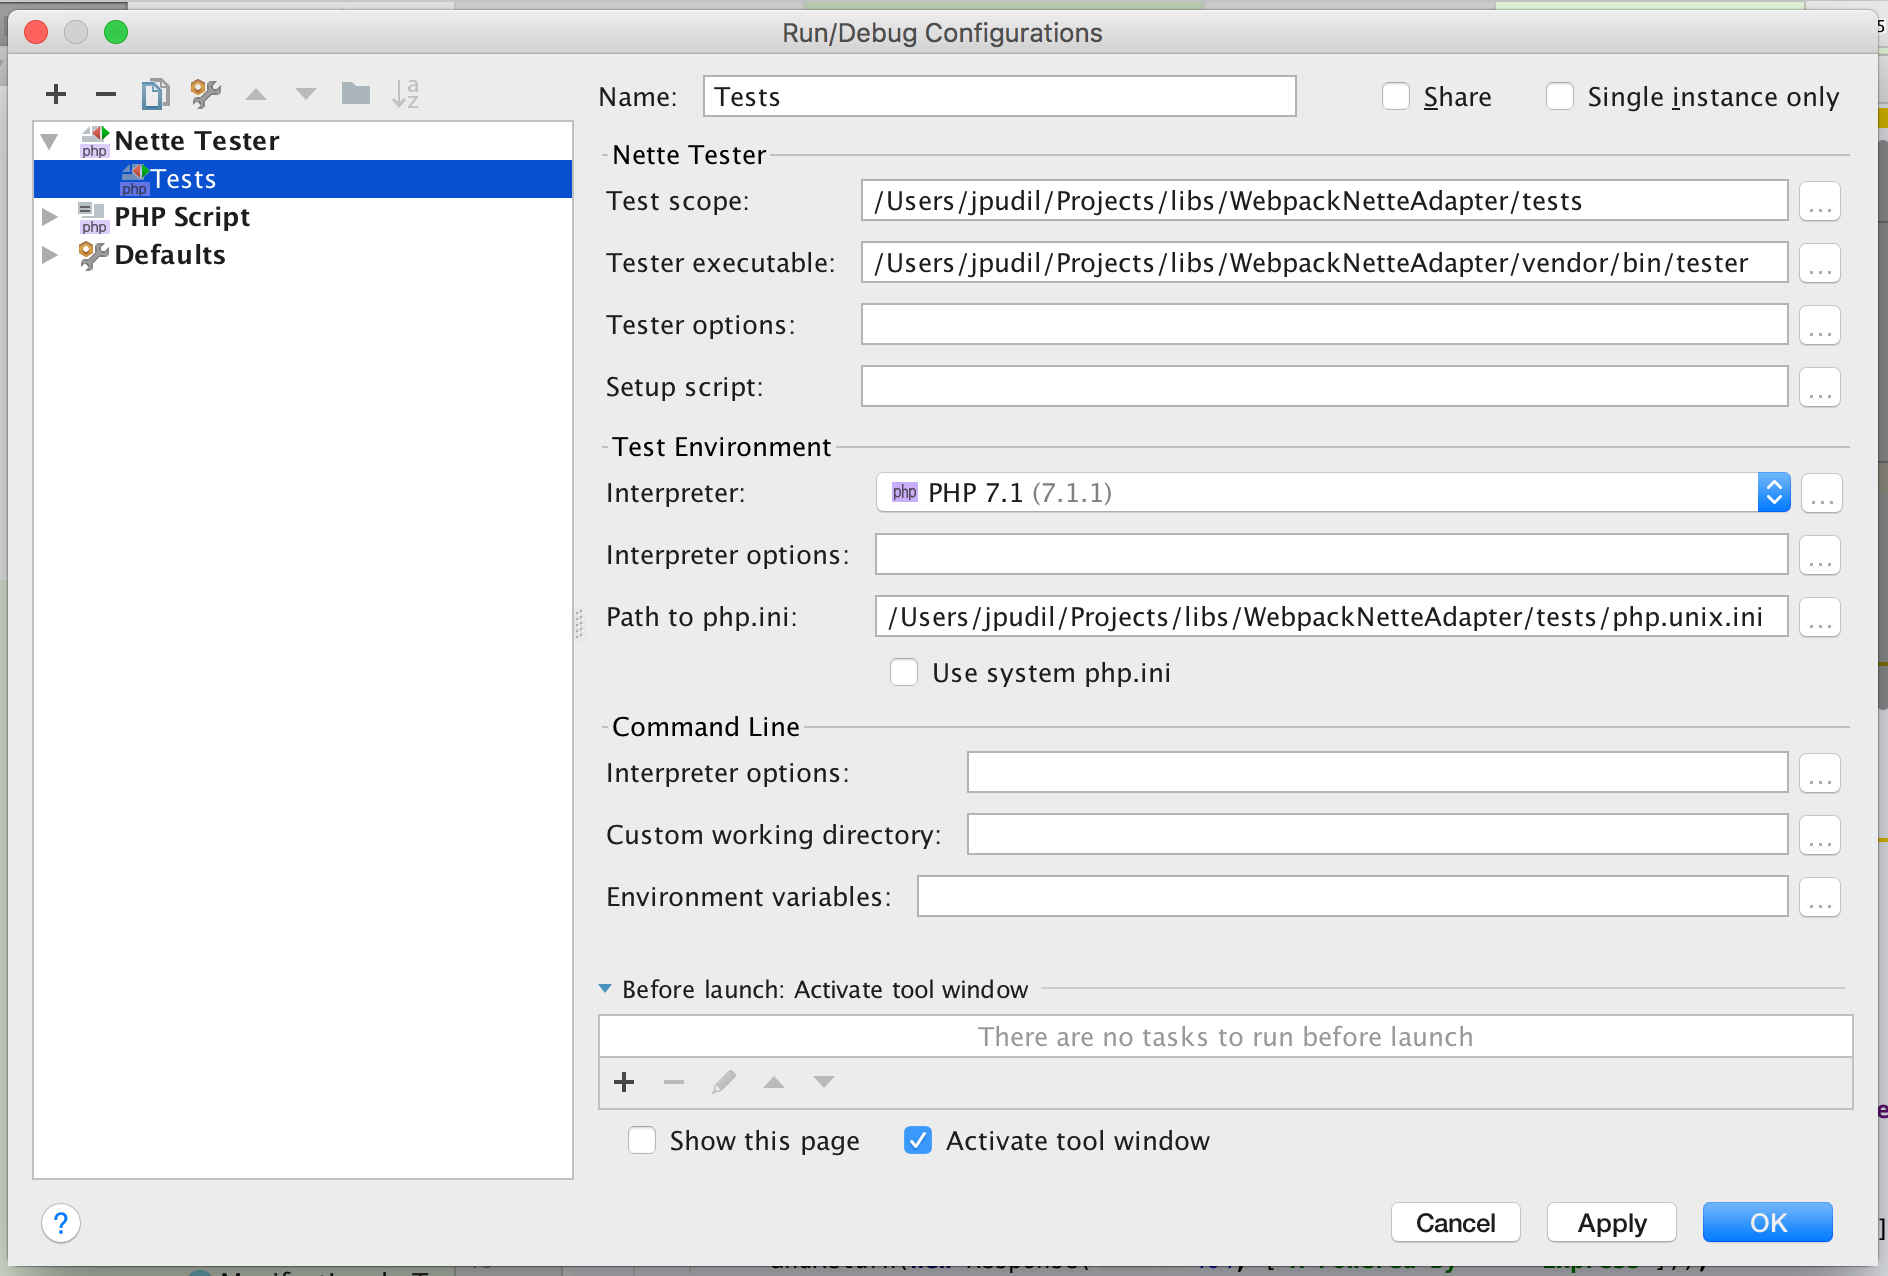 Run/Debug Configurations
Nette Tester
Tests
PHP Script
Defaults
Name: Tests
Share
Single instance only
Nette Tester
Test scope: /Users/jpudil/Projects/libs/WebpackNetteAdapter/tests ...
Tester executable: /Users/jpudil/Projects/libs/WebpackNetteAdapter/vendor/bin/tester ...
Tester options: ...
Setup script: ...
Test Environment
Interpreter: php PHP 7.1 (7.1.1) ...
Interpreter options: ...
Path to php.ini: /Users/jpudil/Projects/libs/WebpackNetteAdapter/tests/php.unix.ini ...
Use system php.ini
Command Line
Interpreter options: ...
Custom working directory: ...
Environment variables: ...
Before launch: Activate tool window
There are no tasks to run before launch
Show this page
Activate tool window
? Cancel Apply OK